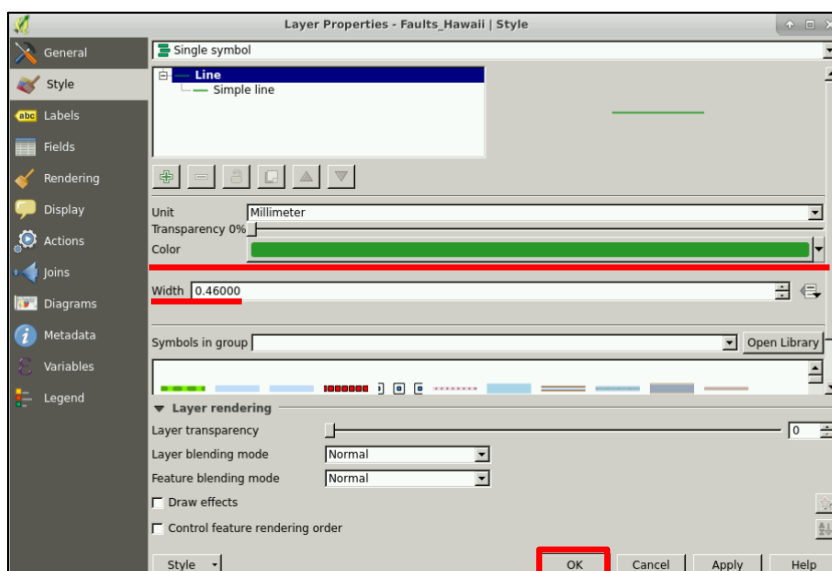 Layer Properties - Faults_Hawaii | Style
General
Style
abc Labels
Fields
Rendering
Display
Actions
Joins
Diagrams
Metadata
Variables
Legend
Single symbol
Line
Simple line
Unit Millimeter
Transparency 0%
Color
Width 0.46000
Symbols in group Open Library
Layer rendering
Layer transparency 0
Layer blending mode Normal
Feature blending mode Normal
Draw effects
Control feature rendering order
Style OK Cancel Apply Help